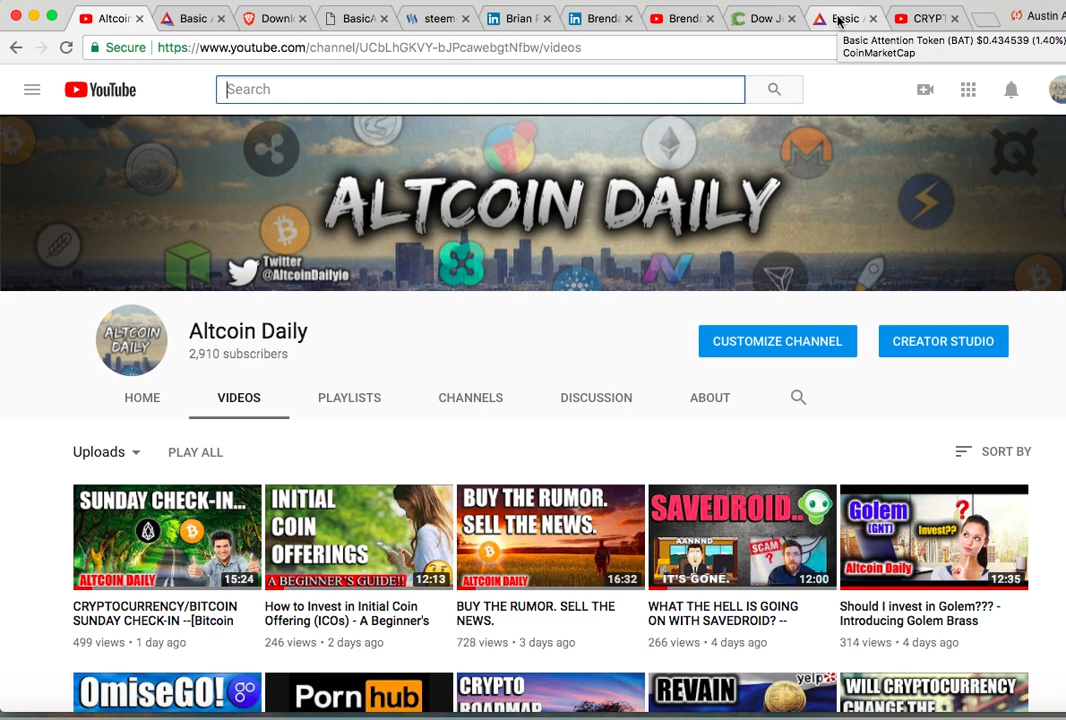 Altcoin
Basic
Downl
BasicA
steem
Brian F
Brenda
Brenda
Dow Jo
Basic
CRYPT
Austin A
Secure
https://www.youtube.com/channel/UCbLhGKVY-bJPcawebgtNfbw/videos
Basic Attention Token (BAT) $0.434539 (1.40%)
CoinMarketCap
YouTube
Search
ALTCOIN DAILY
Twitter
@AltcoinDailyio
ALTCOIN
DAILY
Altcoin Daily
2,910 subscribers
CUSTOMIZE CHANNEL
CREATOR STUDIO
HOME
VIDEOS
PLAYLISTS
CHANNELS
DISCUSSION
ABOUT
Uploads
PLAY ALL
SORT BY
SUNDAY CHECK-IN...
ALTCOIN DAILY
15:24
INITIAL
COIN
OFFERINGS
A BEGINNER'S GUIDE!!
12:13
BUY THE RUMOR.
SELL THE NEWS.
ALTCOIN DAILY
16:32
SAVEDROID..
AANNND
SCAM
?
IT'S GONE.
12:00
Golem
(GNT)
?
Invest??
Altcoin Daily
12:35
CRYPTOCURRENCY/BITCOIN
SUNDAY CHECK-IN --[Bitcoin
499 views • 1 day ago
How to Invest in Initial Coin
Offering (ICOs) - A Beginner's
246 views • 2 days ago
BUY THE RUMOR. SELL THE
NEWS.
728 views • 3 days ago
WHAT THE HELL IS GOING
ON WITH SAVEDROID? --
266 views • 4 days ago
Should I invest in Golem??? -
Introducing Golem Brass
314 views • 4 days ago
OmiseGO!
Porn hub
CRYPTO
ROADMAP
REVAIN
yelp
WILL CRYPTOCURRENCY
CHANGE THE